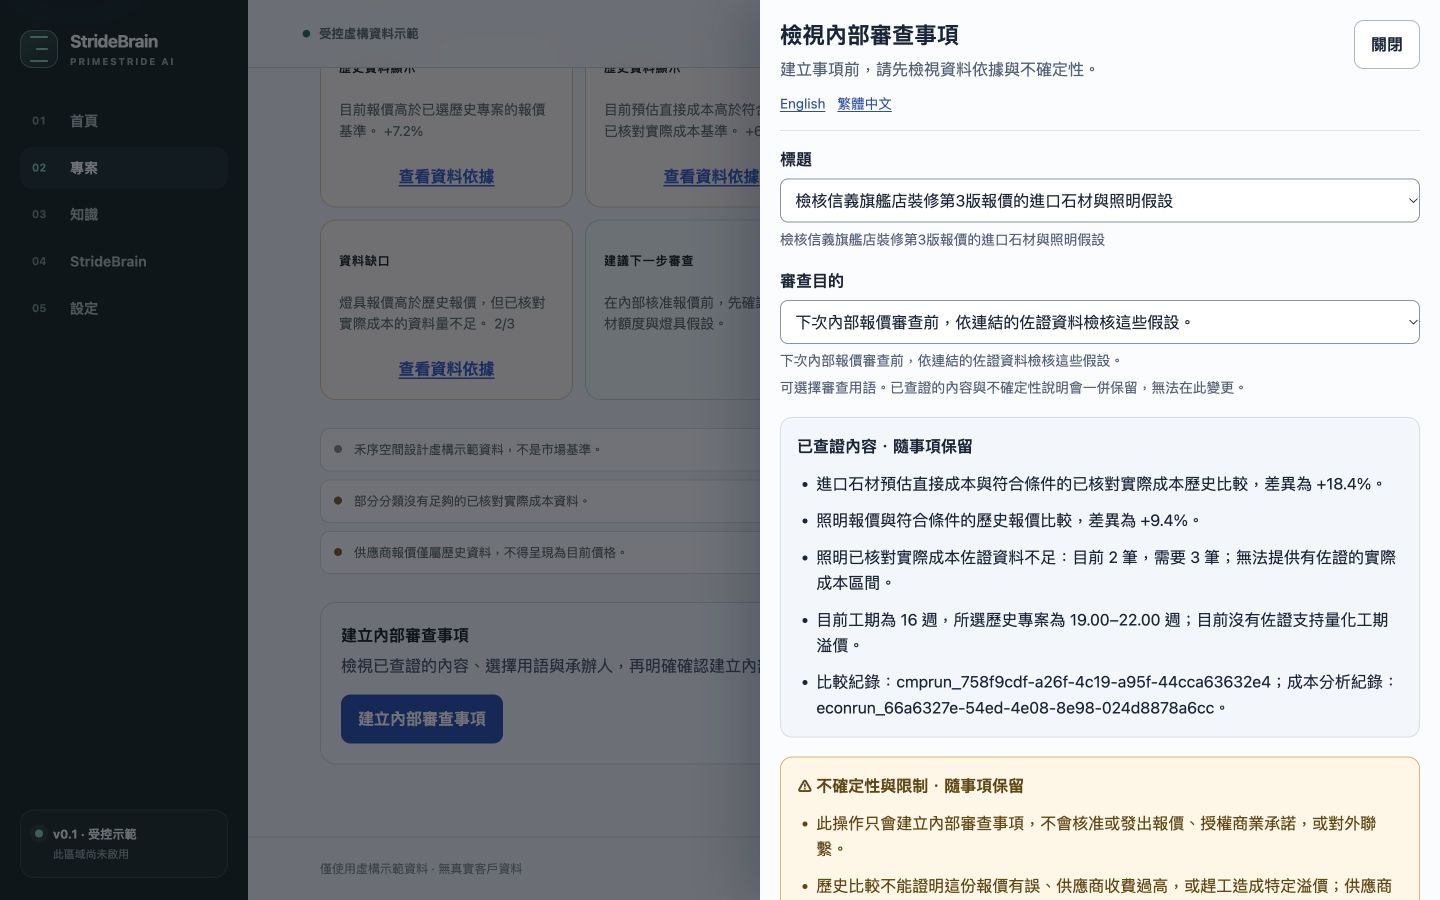 StrideBrain
PRIMESTRIDE AI
01 首頁
02 專案
03 知識
04 StrideBrain
05 設定
v0.1 · 受控示範
此區域尚未啟用
受控虛構資料示範
目前報價高於已選歷史專案的報價
基準。 +7.2%
查看資料依據
目前預估直接成本高於符合
已核對實際成本基準。 +6
查看資料依據
資料缺口
燈具報價高於歷史報價，但已核對
實際成本的資料量不足。 2/3
查看資料依據
建議下一步審查
在內部核准報價前，先確認
材額度與燈具假設。
禾序空間設計虛構示範資料，不是市場基準。
部分分類沒有足夠的已核對實際成本資料。
供應商報價僅屬歷史資料，不得呈現為目前價格。
建立內部審查事項
檢視已查證的內容、選擇用語與承辦人，再明確確認建立內部
建立內部審查事項
僅使用虛構示範資料 · 無真實客戶資料
檢視內部審查事項
關閉
建立事項前，請先檢視資料依據與不確定性。
English 繁體中文
標題
檢核信義旗艦店裝修第3版報價的進口石材與照明假設
檢核信義旗艦店裝修第3版報價的進口石材與照明假設
審查目的
下次內部報價審查前，依連結的佐證資料檢核這些假設。
下次內部報價審查前，依連結的佐證資料檢核這些假設。
可選擇審查用語。已查證的內容與不確定性說明會一併保留，無法在此變更。
已查證內容 · 隨事項保留
• 進口石材預估直接成本與符合條件的已核對實際成本歷史比較，差異為 +18.4%。
• 照明報價與符合條件的歷史報價比較，差異為 +9.4%。
• 照明已核對實際成本佐證資料不足：目前 2 筆，需要 3 筆；無法提供有佐證的實際
成本區間。
• 目前工期為 16 週，所選歷史專案為 19.00–22.00 週；目前沒有佐證支持量化工期
溢價。
• 比較紀錄：cmprun_758f9cdf-a26f-4c19-a95f-44cca63632e4；成本分析紀錄：
econrun_66a6327e-54ed-4e08-8e98-024d8878a6cc。
⚠ 不確定性與限制 · 隨事項保留
• 此操作只會建立內部審查事項，不會核准或發出報價、授權商業承諾，或對外聯
繫。
• 歷史比較不能證明這份報價有誤、供應商收費過高，或趕工造成特定溢價；供應商